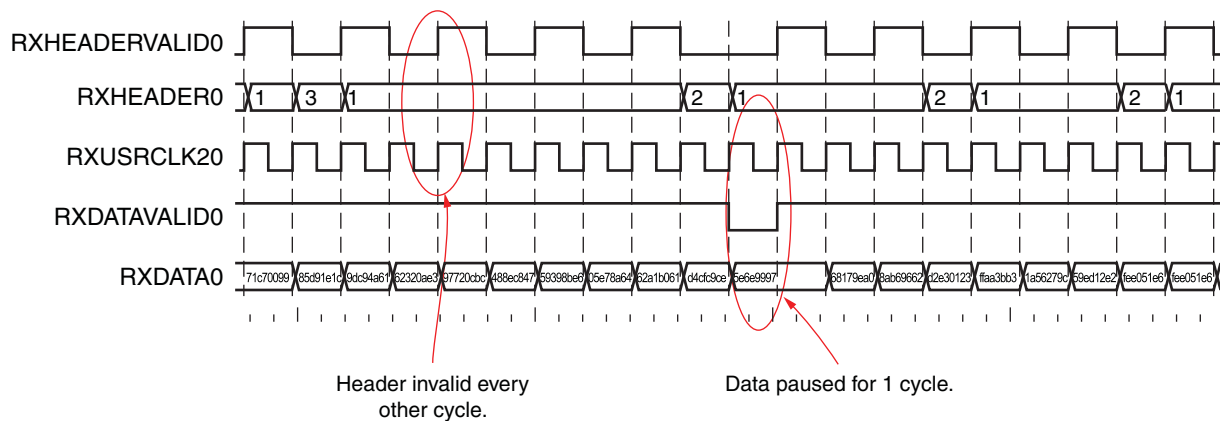 RXHEADERVALID0
RXHEADER0 1 3 1 2 1 2 1 2 1
RXUSRCLK20
RXDATAVALID0
RXDATA0 71c70099 85d91e1c 9dc94a61 62320ae3 97720cbc 488ec847 59398be6 05e78a64 62a1b061 d4cfc9ce 5e6e9997 68179ea0 8ab69662 d2e30123 ffaa3bb3 1a56279c 59ed12e2 fee051e6 fee051e6
Header invalid every
other cycle.
Data paused for 1 cycle.